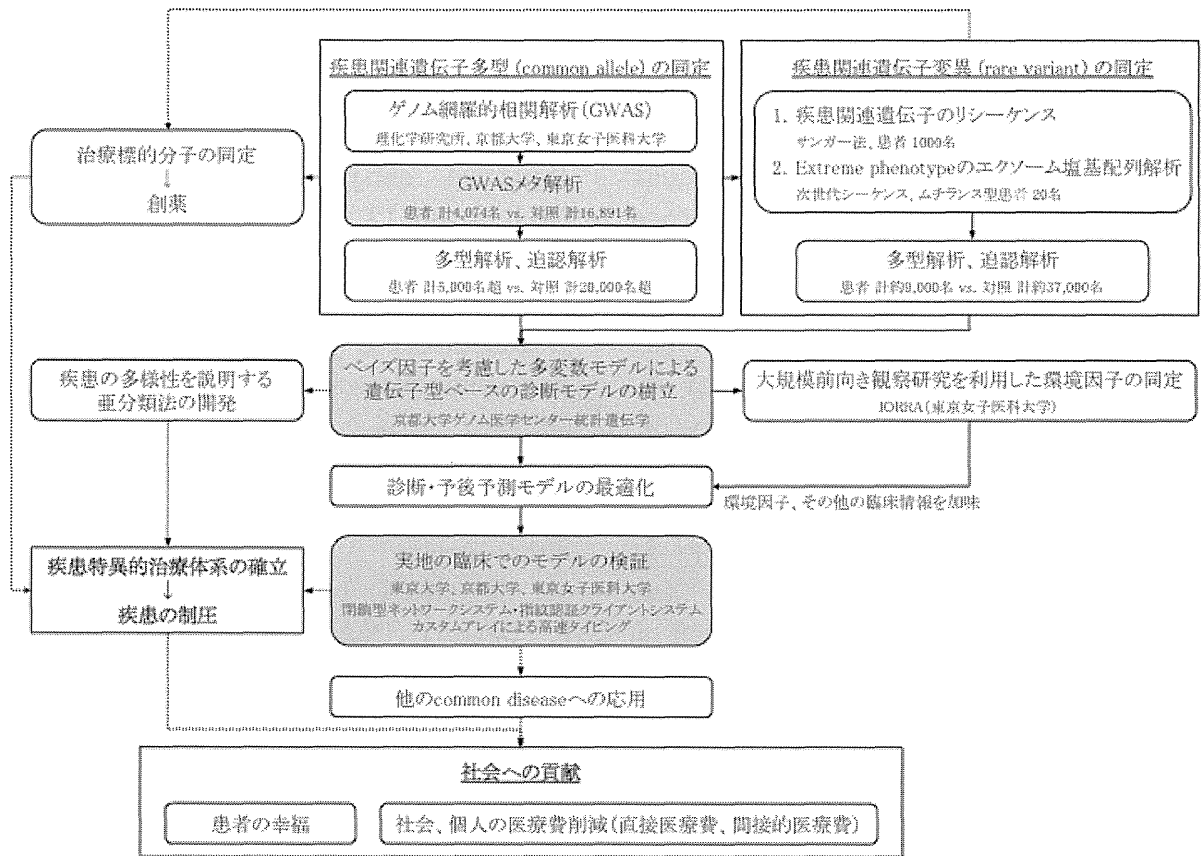 疾患関連遺伝子多型 (common allele) の同定
ゲノム網羅的相関解析 (GWAS)
理化学研究所、京都大学、東京女子医科大学
GWASメタ解析
患者 計4,074名 vs. 対照 計16,891名
多型解析、追認解析
患者 計5,000名超 vs. 対照 計20,000名超
疾患関連遺伝子変異 (rare variant) の同定
1. 疾患関連遺伝子のリシーケンス
サンガー法、患者 1000名
2. Extreme phenotypeのエクソーム塩基配列解析
次世代シーケンス、ムチランス型患者 20名
多型解析、追認解析
患者 計約9,000名 vs. 対照 計約37,000名
治療標的分子の同定
↓
創薬
ベイズ因子を考慮した多変数モデルによる
遺伝子型ベースの診断モデルの樹立
京都大学ゲノム医学センター統計遺伝学
疾患の多様性を説明する
亜分類法の開発
大規模前向き観察研究を利用した環境因子の同定
IORRA(東京女子医科大学)
診断・予後予測モデルの最適化
環境因子、その他の臨床情報を加味
実地の臨床でのモデルの検証
東京大学、京都大学、東京女子医科大学
閉鎖型ネットワークシステム・指紋認証クライアントシステム
カスタムアレイによる高速タイピング
疾患特異的治療体系の確立
↓
疾患の制圧
他のcommon diseaseへの応用
社会への貢献
患者の幸福
社会、個人の医療費削減(直接医療費、間接的医療費)